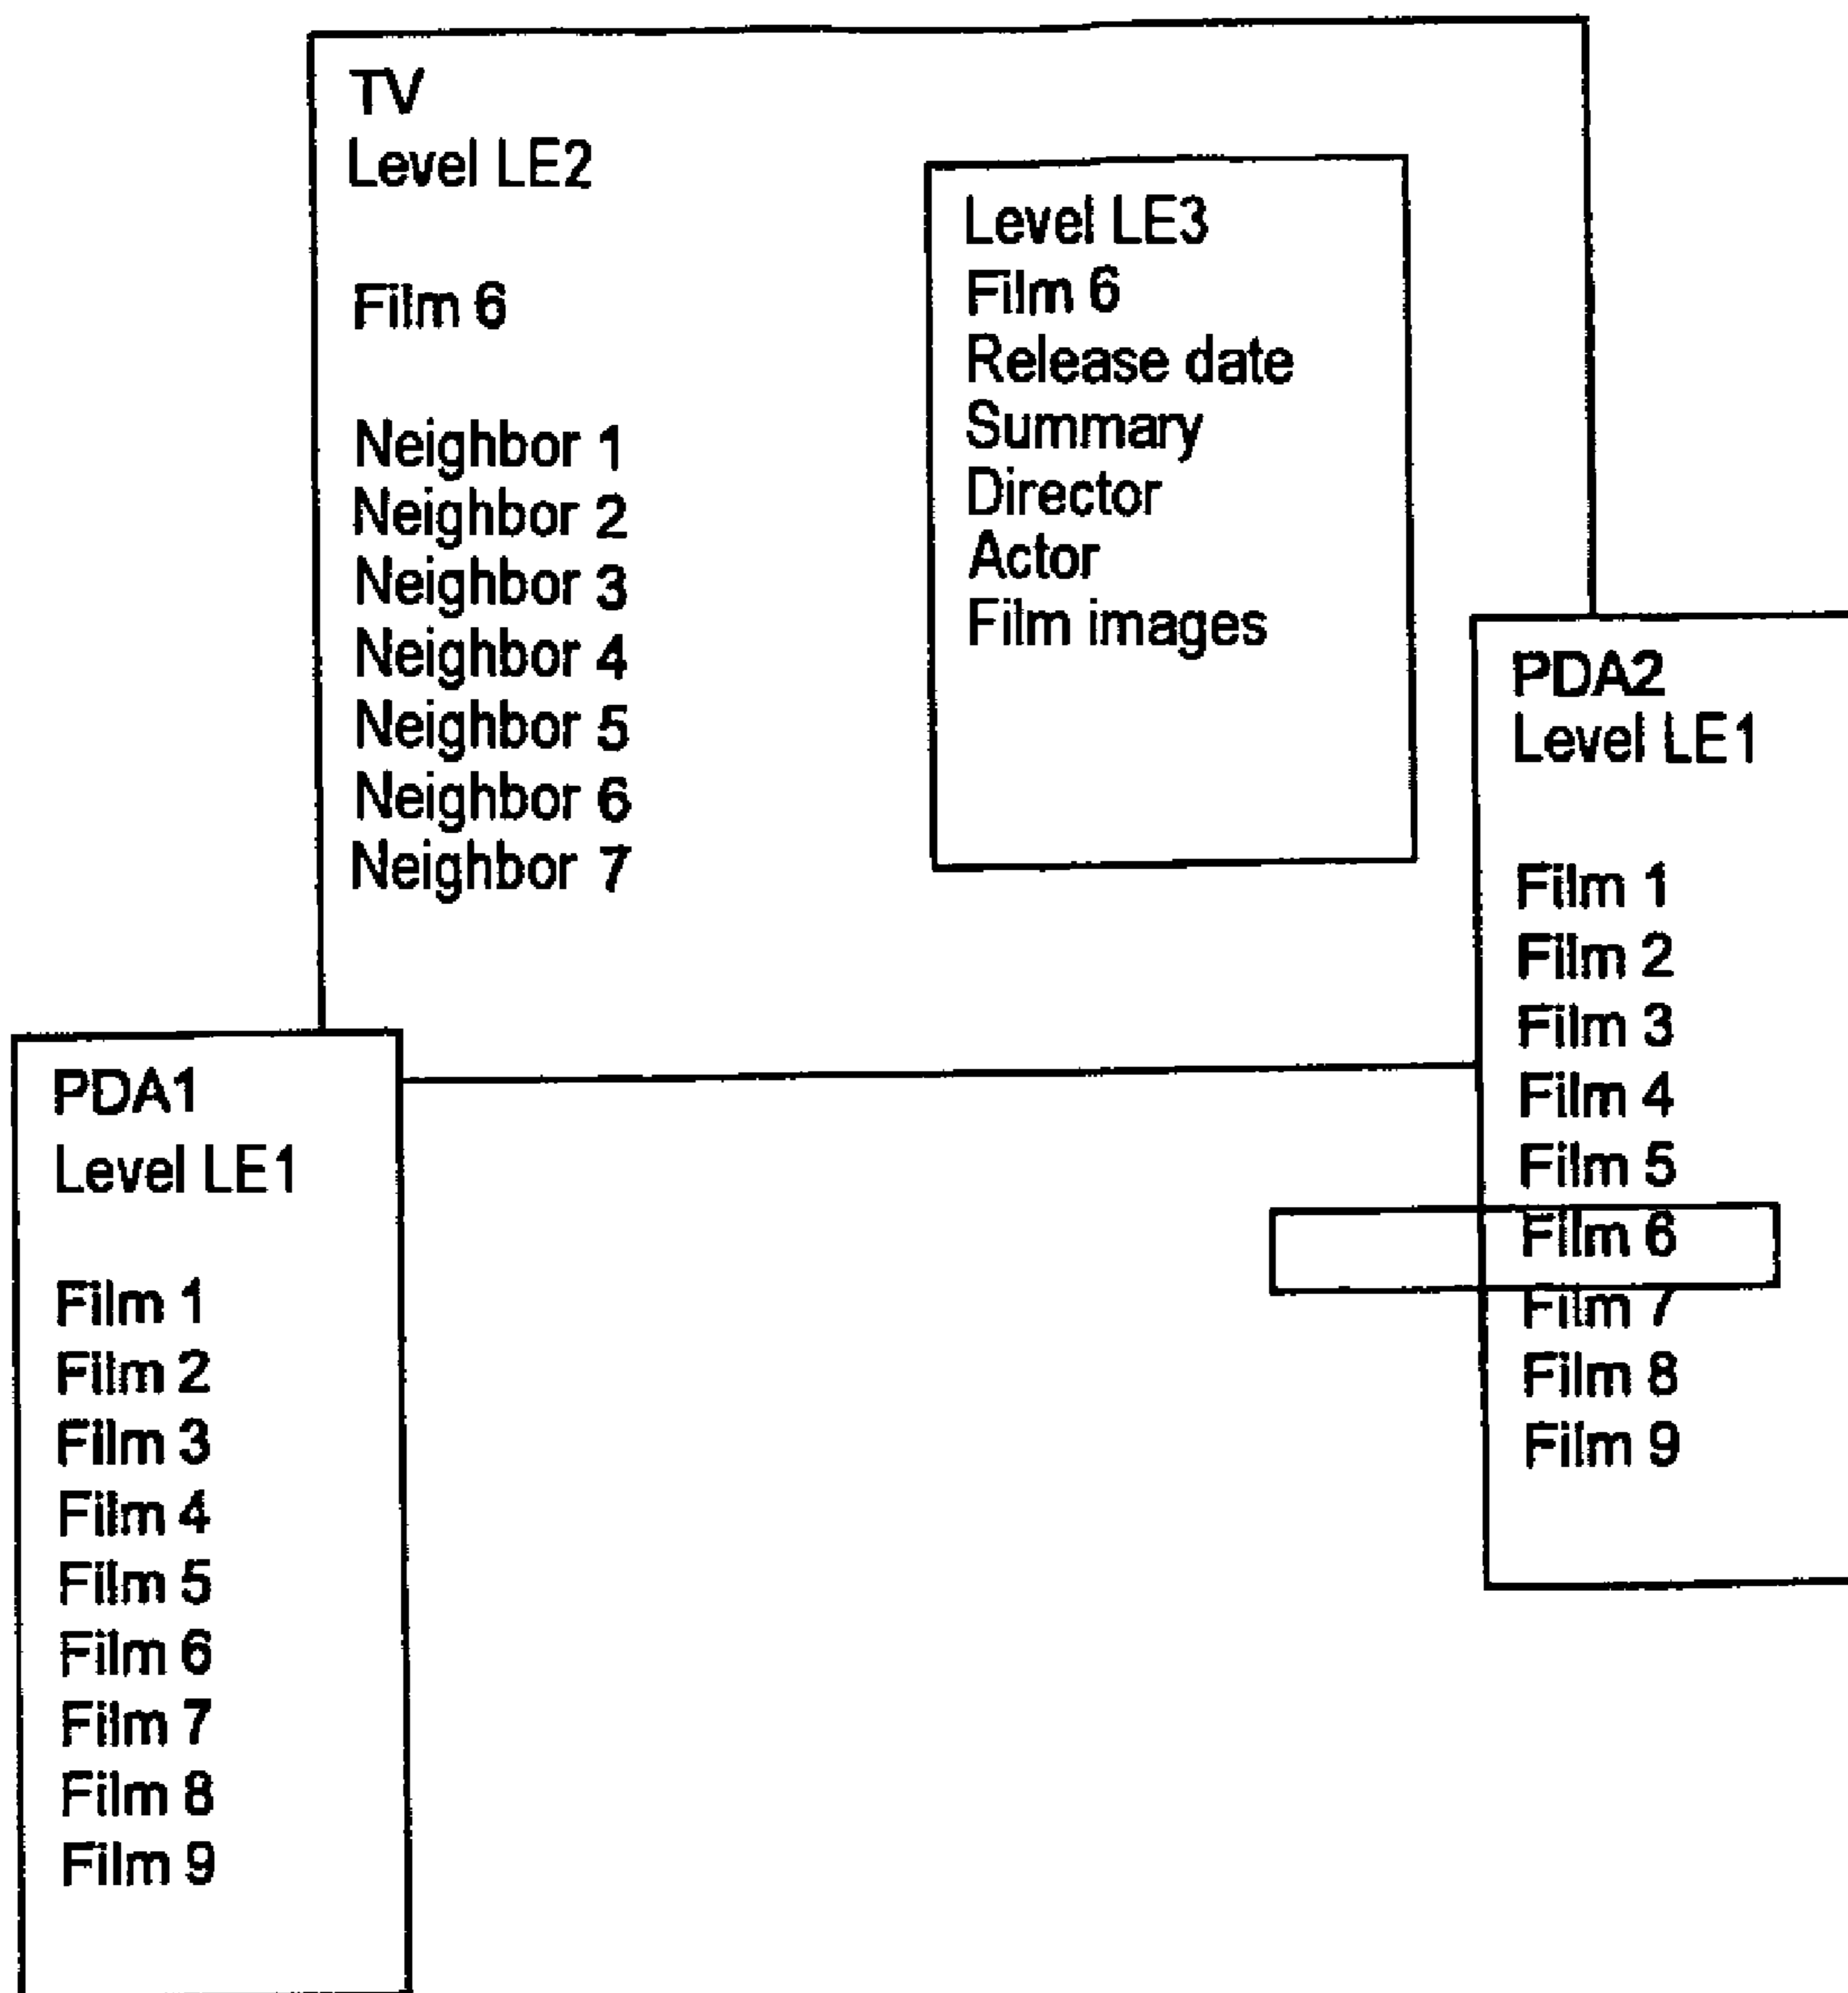 TV
Level LE2
Film 6
Neighbor 1
Neighbor 2
Neighbor 3
Neighbor 4
Neighbor 5
Neighbor 6
Neighbor 7
Level LE3
Film 6
Release date
Summary
Director
Actor
Film images
PDA2
Level LE1
Film 1
Film 2
Film 3
Film 4
Film 5
Film 6
Film 7
Film 8
Film 9
PDA1
Level LE1
Film 1
Film 2
Film 3
Film 4
Film 5
Film 6
Film 7
Film 8
Film 9